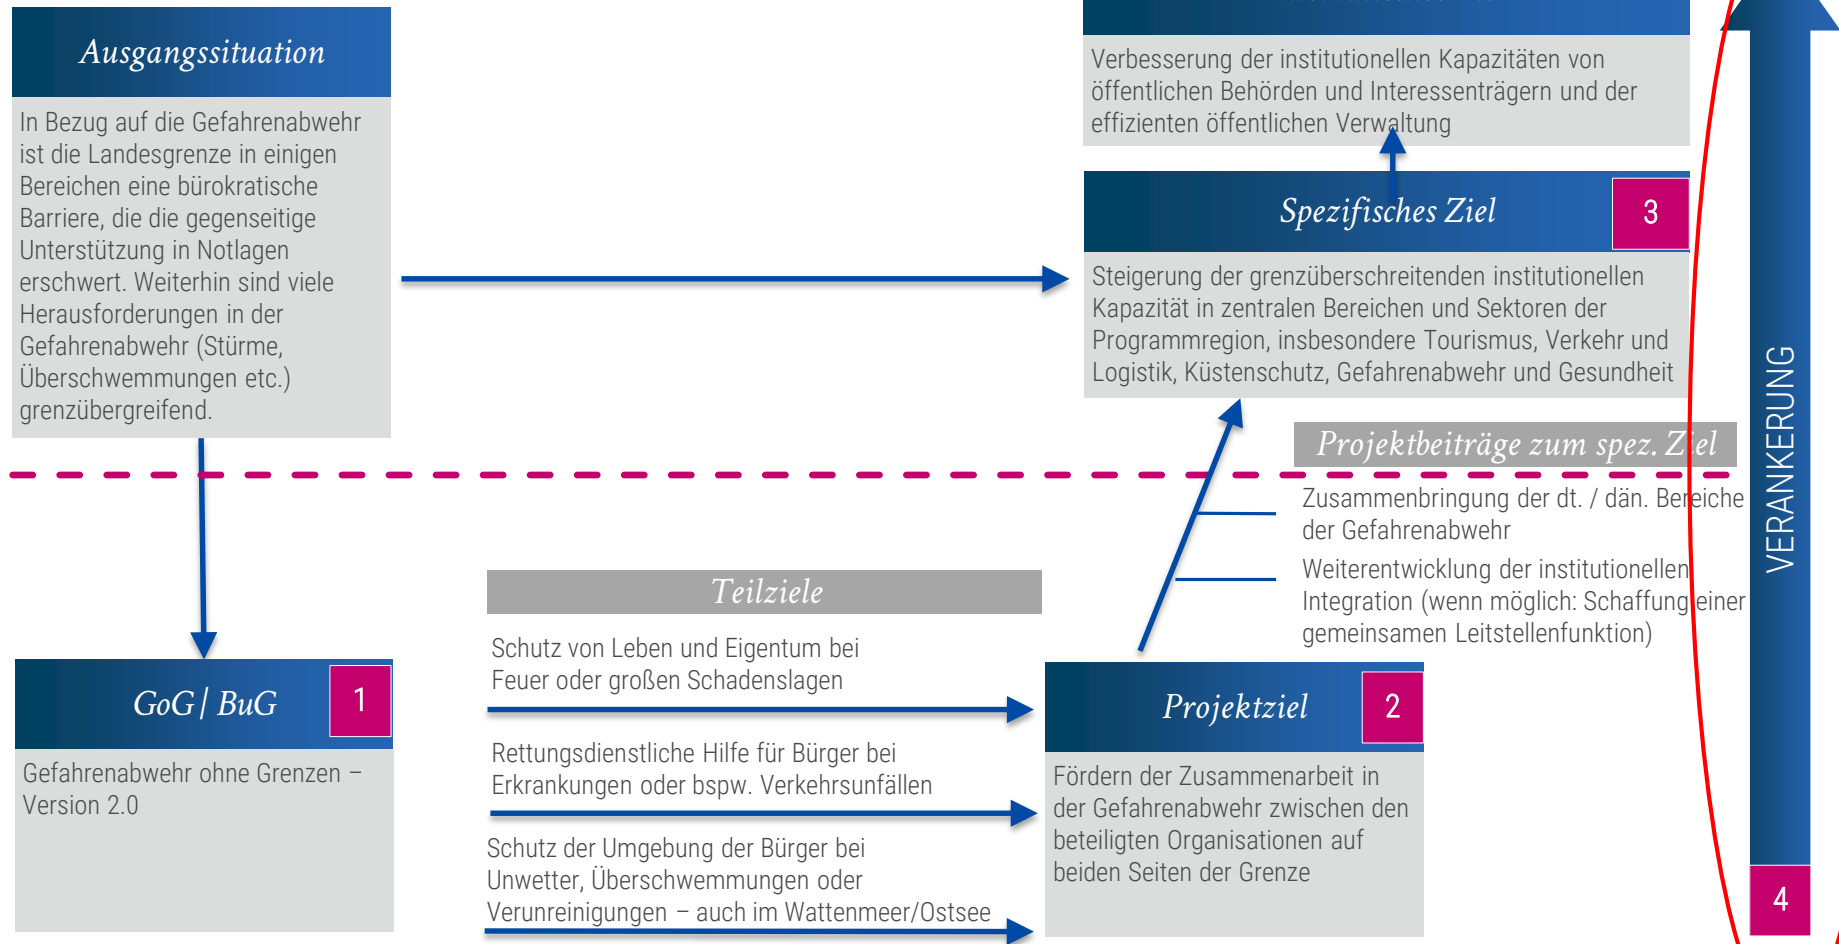 Ausgangssituation
In Bezug auf die Gefahrenabwehr
ist die Landesgrenze in einigen
Bereichen eine bürokratische
Barriere, die die gegenseitige
Unterstützung in Notlagen
erschwert. Weiterhin sind viele
Herausforderungen in der
Gefahrenabwehr (Stürme,
Überschwemmungen etc.)
grenzübergreifend.
Verbesserung der institutionellen Kapazitäten von
öffentlichen Behörden und Interessenträgern und der
effizienten öffentlichen Verwaltung
Spezifisches Ziel
3
Steigerung der grenzüberschreitenden institutionellen
Kapazität in zentralen Bereichen und Sektoren der
Programmregion, insbesondere Tourismus, Verkehr und
Logistik, Küstenschutz, Gefahrenabwehr und Gesundheit
Projektbeiträge zum spez. Ziel
Zusammenbringung der dt. / dän. Bereiche
der Gefahrenabwehr
Weiterentwicklung der institutionellen
Integration (wenn möglich: Schaffung einer
gemeinsamen Leitstellenfunktion)
GoG | BuG
1
Gefahrenabwehr ohne Grenzen –
Version 2.0
Teilziele
Schutz von Leben und Eigentum bei
Feuer oder großen Schadenslagen
Rettungsdienstliche Hilfe für Bürger bei
Erkrankungen oder bspw. Verkehrsunfällen
Schutz der Umgebung der Bürger bei
Unwetter, Überschwemmungen oder
Verunreinigungen – auch im Wattenmeer/Ostsee
Projektziel
2
Fördern der Zusammenarbeit in
der Gefahrenabwehr zwischen den
beteiligten Organisationen auf
beiden Seiten der Grenze
VERANKERUNG
4